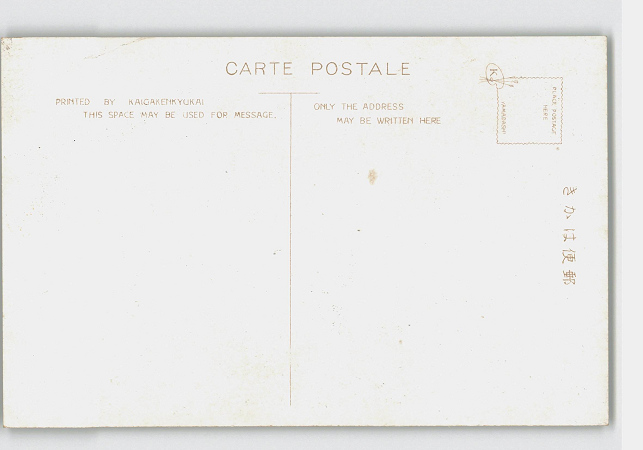 CARTE POSTALE
PRINTED BY KAIGAKENKYUKAI
THIS SPACE MAY BE USED FOR MESSAGE.
ONLY THE ADDRESS
MAY BE WRITTEN HERE
K
PLACE POSTAGE
HERE
きかは便郵